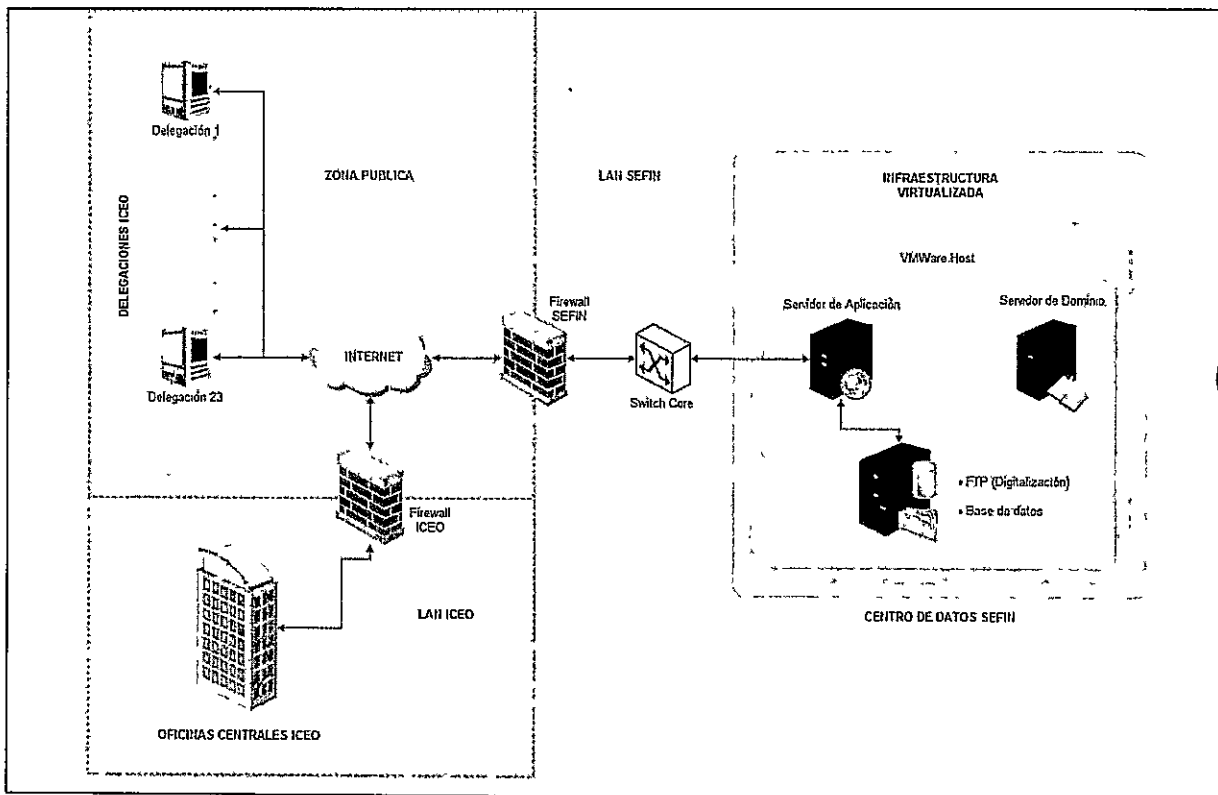 Delegación 1
DELEGACIONES ICEO
ZONA PUBLICA
LAN SEFIN
INFRAESTRUCTURA
VIRTUALIZADA
VMWare Host
Servidor de Aplicación
Servidor de Dominio
Firewall
SEFIN
INTERNET
Delegación 23
Switch Core
Firewall
ICEO
• FTP (Digitalización)
• Base de datos
LAN ICEO
CENTRO DE DATOS SEFIN
OFICINAS CENTRALES ICEO